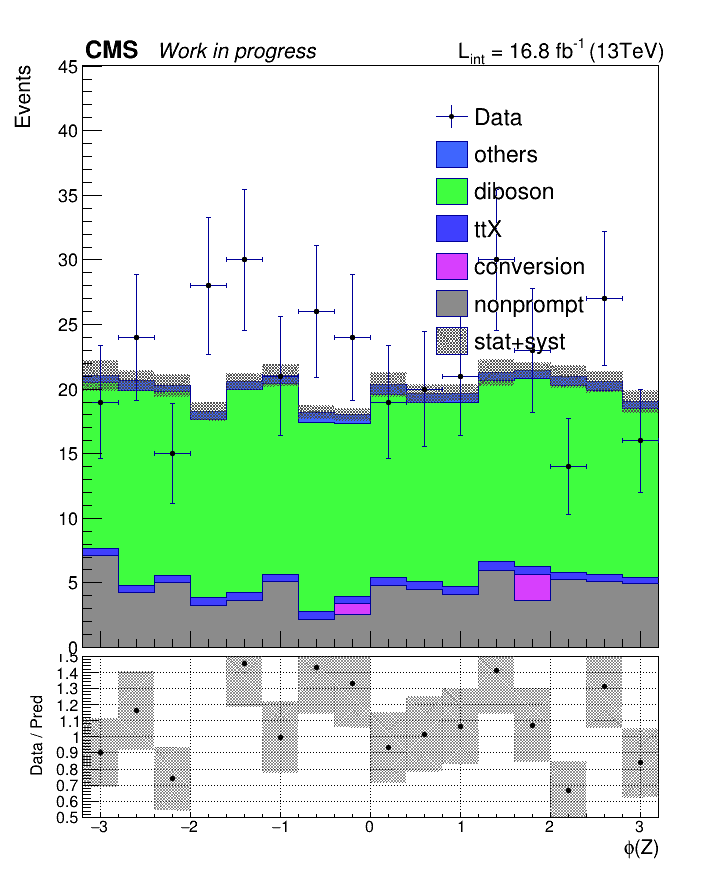 CMS Work in progress L_int = 16.8 fb⁻¹ (13TeV)
Events
45
40
35
30
25
20
15
10
5
0
Data
others
diboson
ttX
conversion
nonprompt
stat+syst
Data / Pred
1.5
1.4
1.3
1.2
1.1
1
0.9
0.8
0.7
0.6
0.5
−3 −2 −1 0 1 2 3
ϕ(Z)